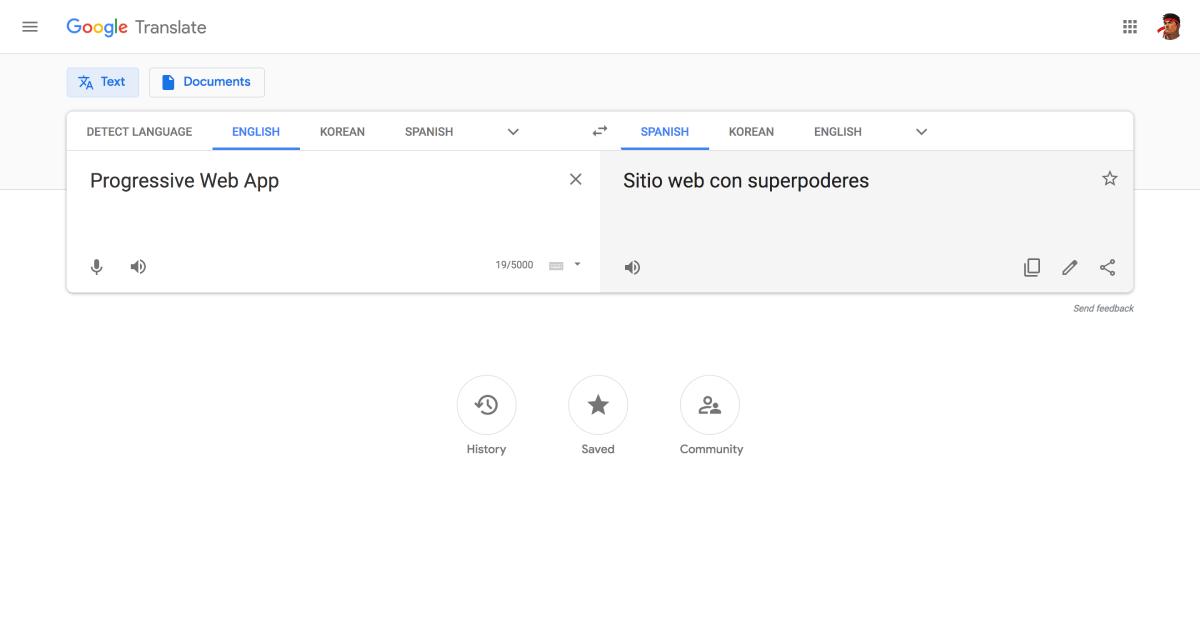 Google Translate
Text
Documents
DETECT LANGUAGE ENGLISH KOREAN SPANISH
SPANISH KOREAN ENGLISH
Progressive Web App
Sitio web con superpoderes
19/5000
Send feedback
History
Saved
Community